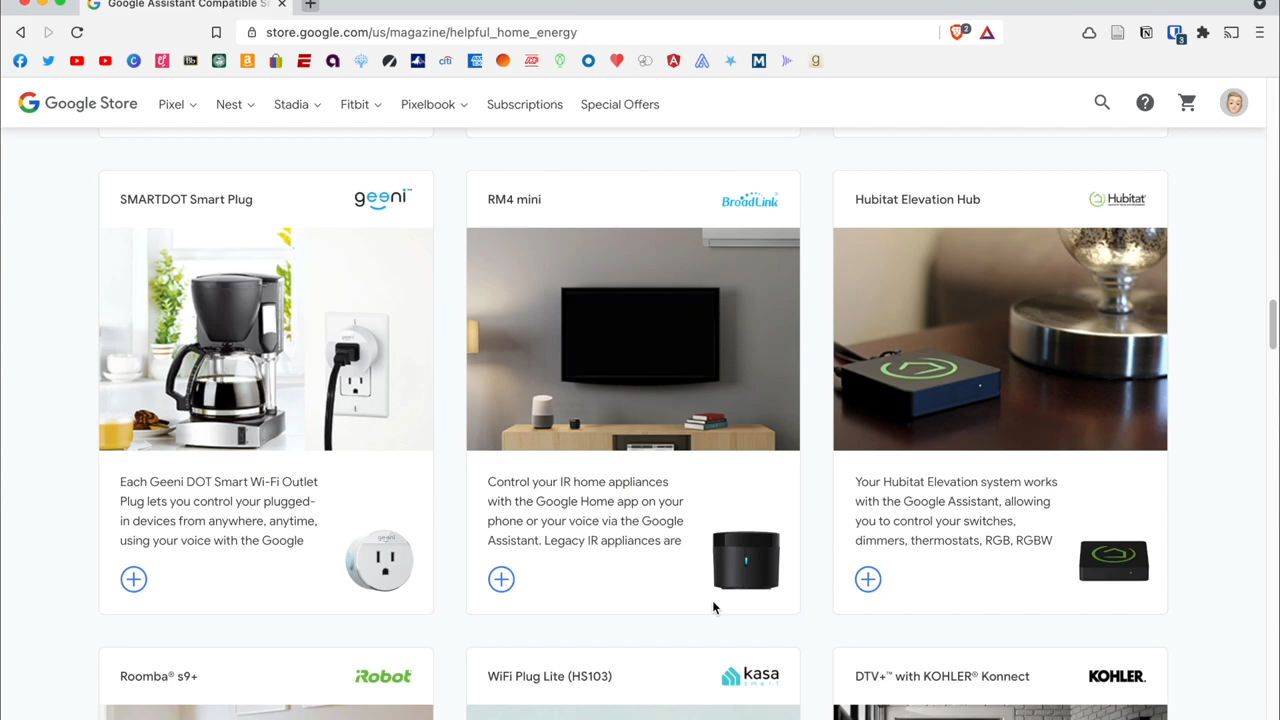 Google Assistant Compatible S
store.google.com/us/magazine/helpful_home_energy
2
3
Google Store
Pixel
Nest
Stadia
Fitbit
Pixelbook
Subscriptions
Special Offers
SMARTDOT Smart Plug
geeni™
RM4 mini
BroadLink
Hubitat Elevation Hub
Hubitat
Each Geeni DOT Smart Wi-Fi Outlet
Plug lets you control your plugged-
in devices from anywhere, anytime,
using your voice with the Google
geeni
Control your IR home appliances
with the Google Home app on your
phone or your voice via the Google
Assistant. Legacy IR appliances are
Your Hubitat Elevation system works
with the Google Assistant, allowing
you to control your switches,
dimmers, thermostats, RGB, RGBW
Roomba® s9+
iRobot
WiFi Plug Lite (HS103)
kasa
smart
DTV+™ with KOHLER® Konnect
KOHLER.